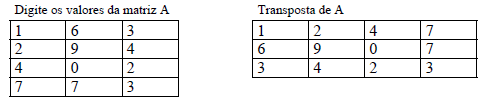 Digite os valores da matriz A
1 6 3
2 9 4
4 0 2
7 7 3
Transposta de A
1 2 4 7
6 9 0 7
3 4 2 3